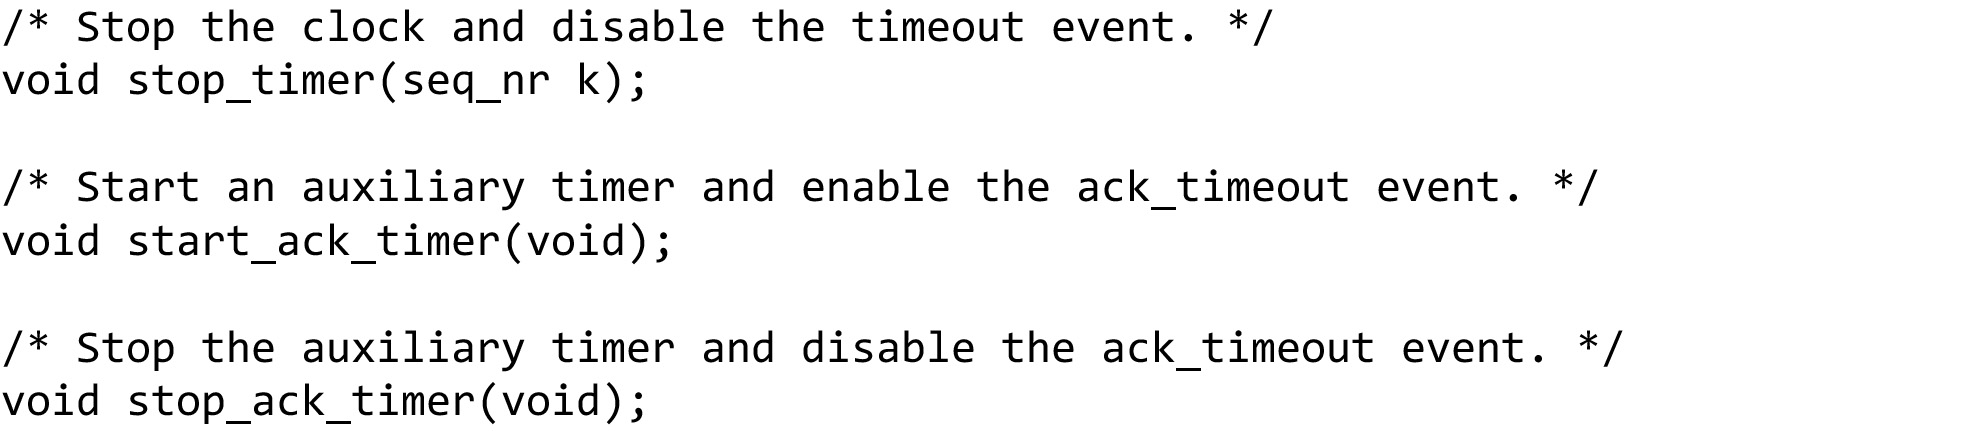 /* Stop the clock and disable the timeout event. */
void stop_timer(seq_nr k);
/* Start an auxiliary timer and enable the ack_timeout event. */
void start_ack_timer(void);
/* Stop the auxiliary timer and disable the ack_timeout event. */
void stop_ack_timer(void);